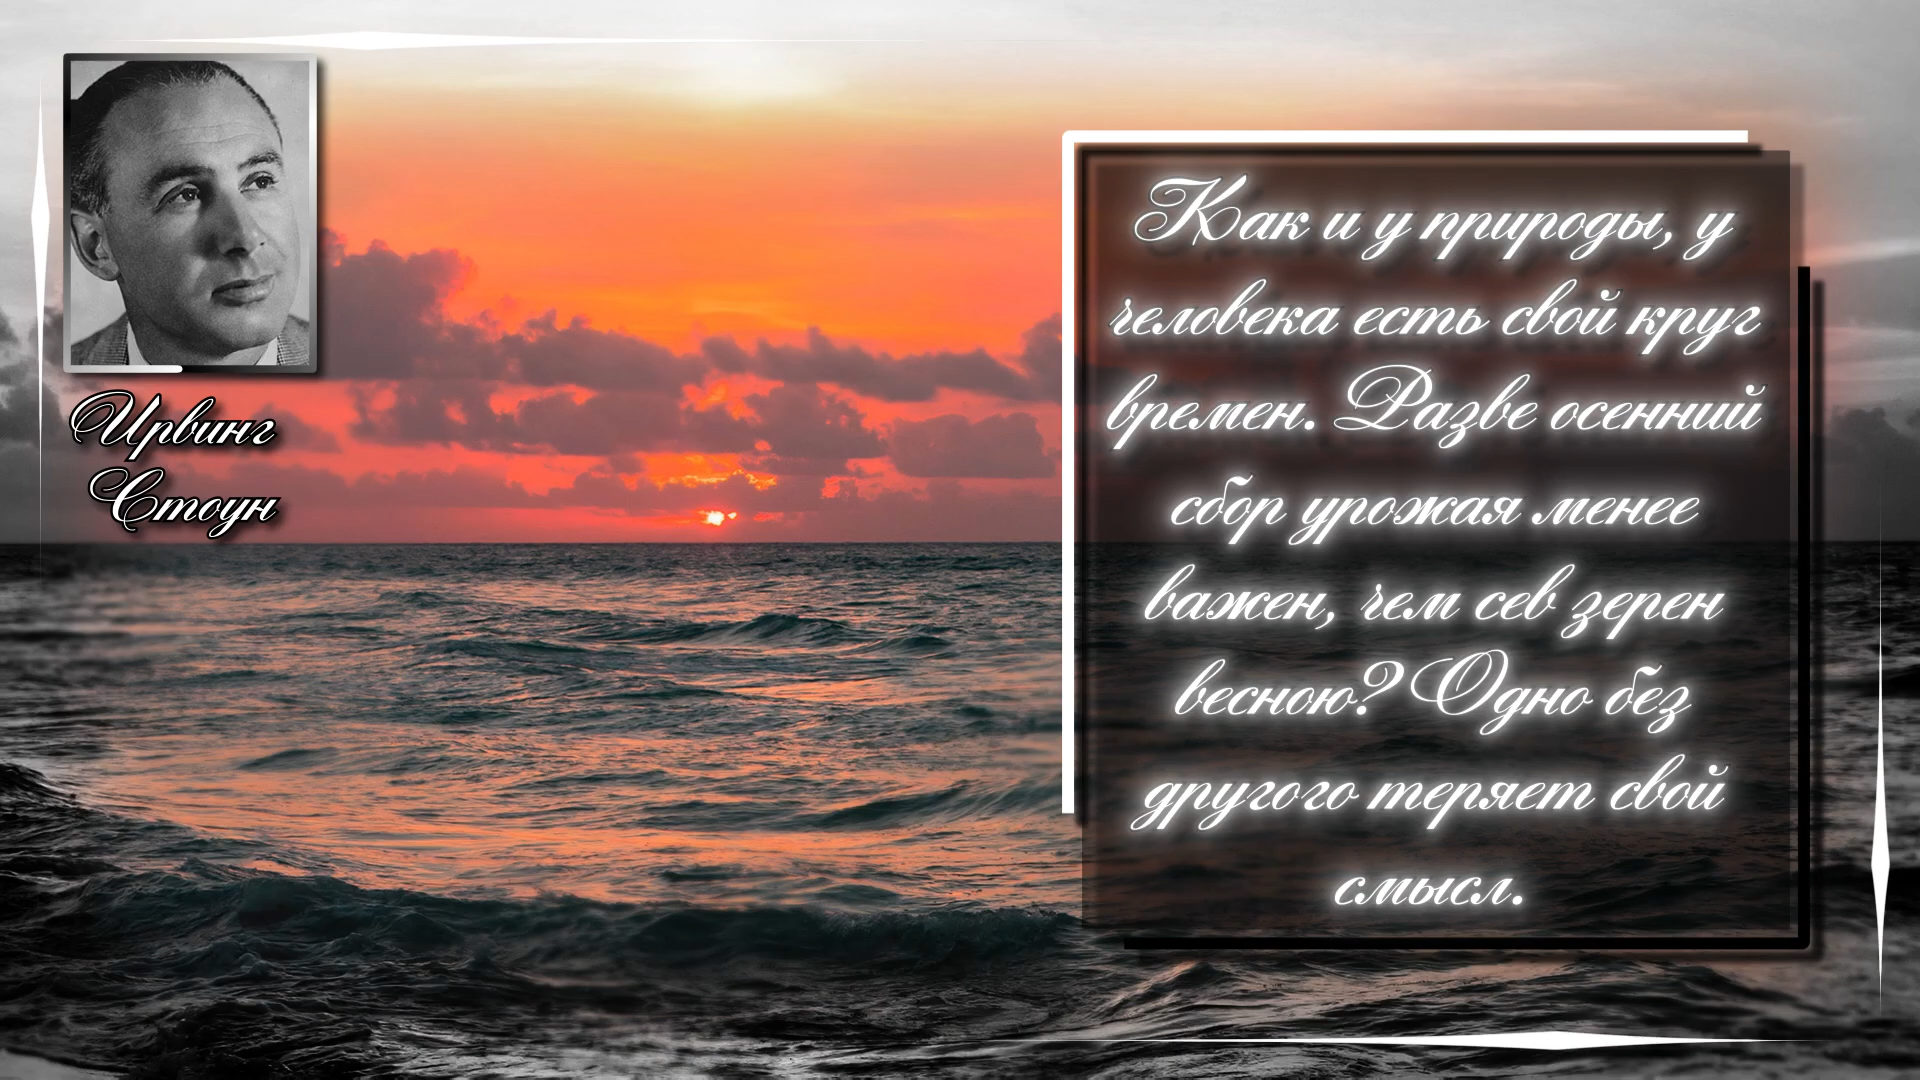 Ирвинг
Стоун
Как и у природы, у
человека есть свой круг
времен. Разве осенний
сбор урожая менее
важен, чем сев зерен
весною? Одно без
другого теряет свой
смысл.